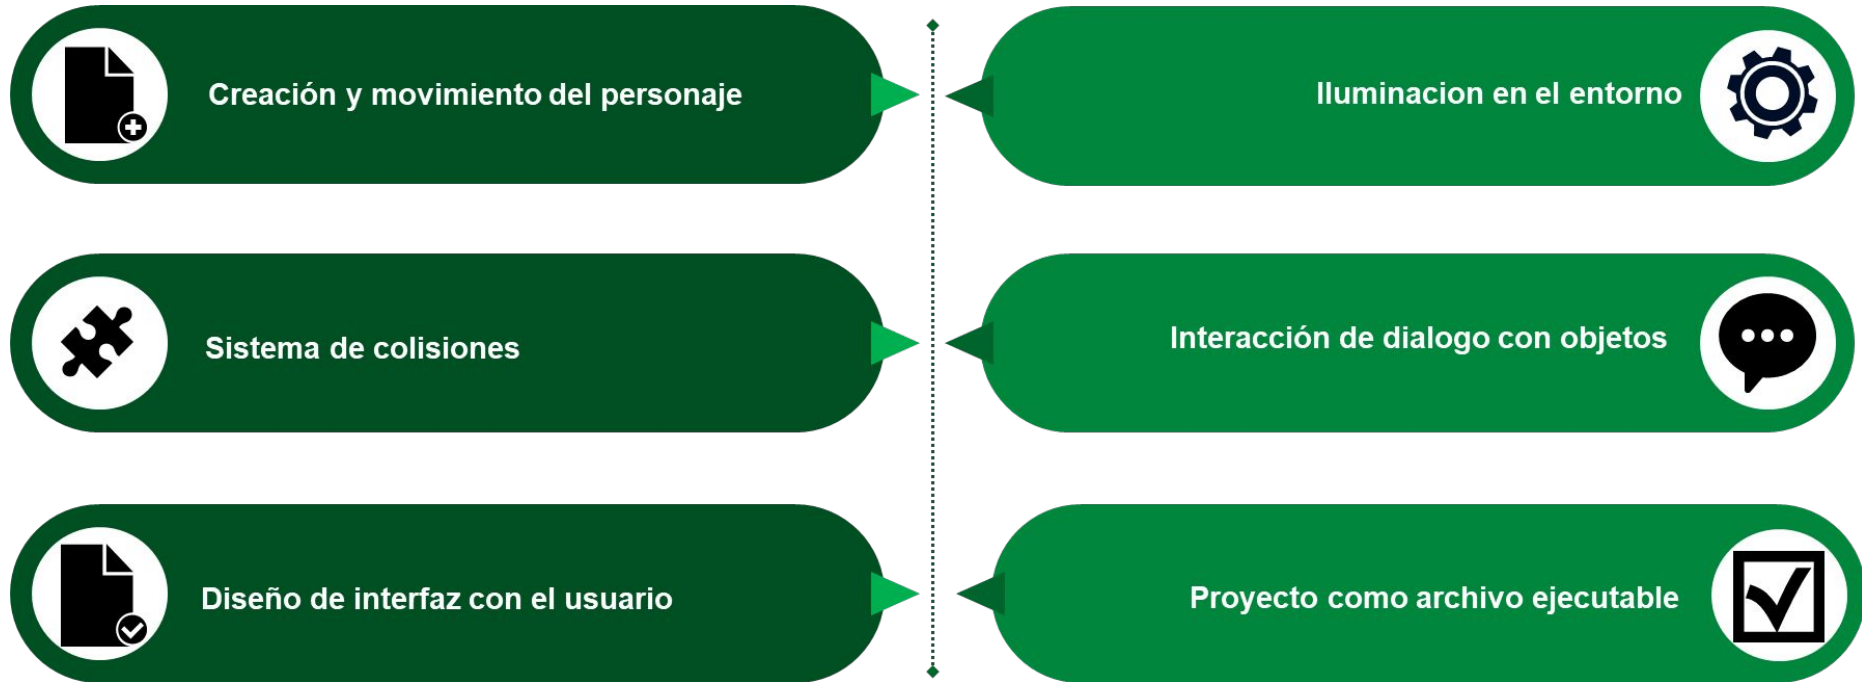 Creación y movimiento del personaje
Iluminacion en el entorno
Sistema de colisiones
Interacción de dialogo con objetos
Diseño de interfaz con el usuario
Proyecto como archivo ejecutable